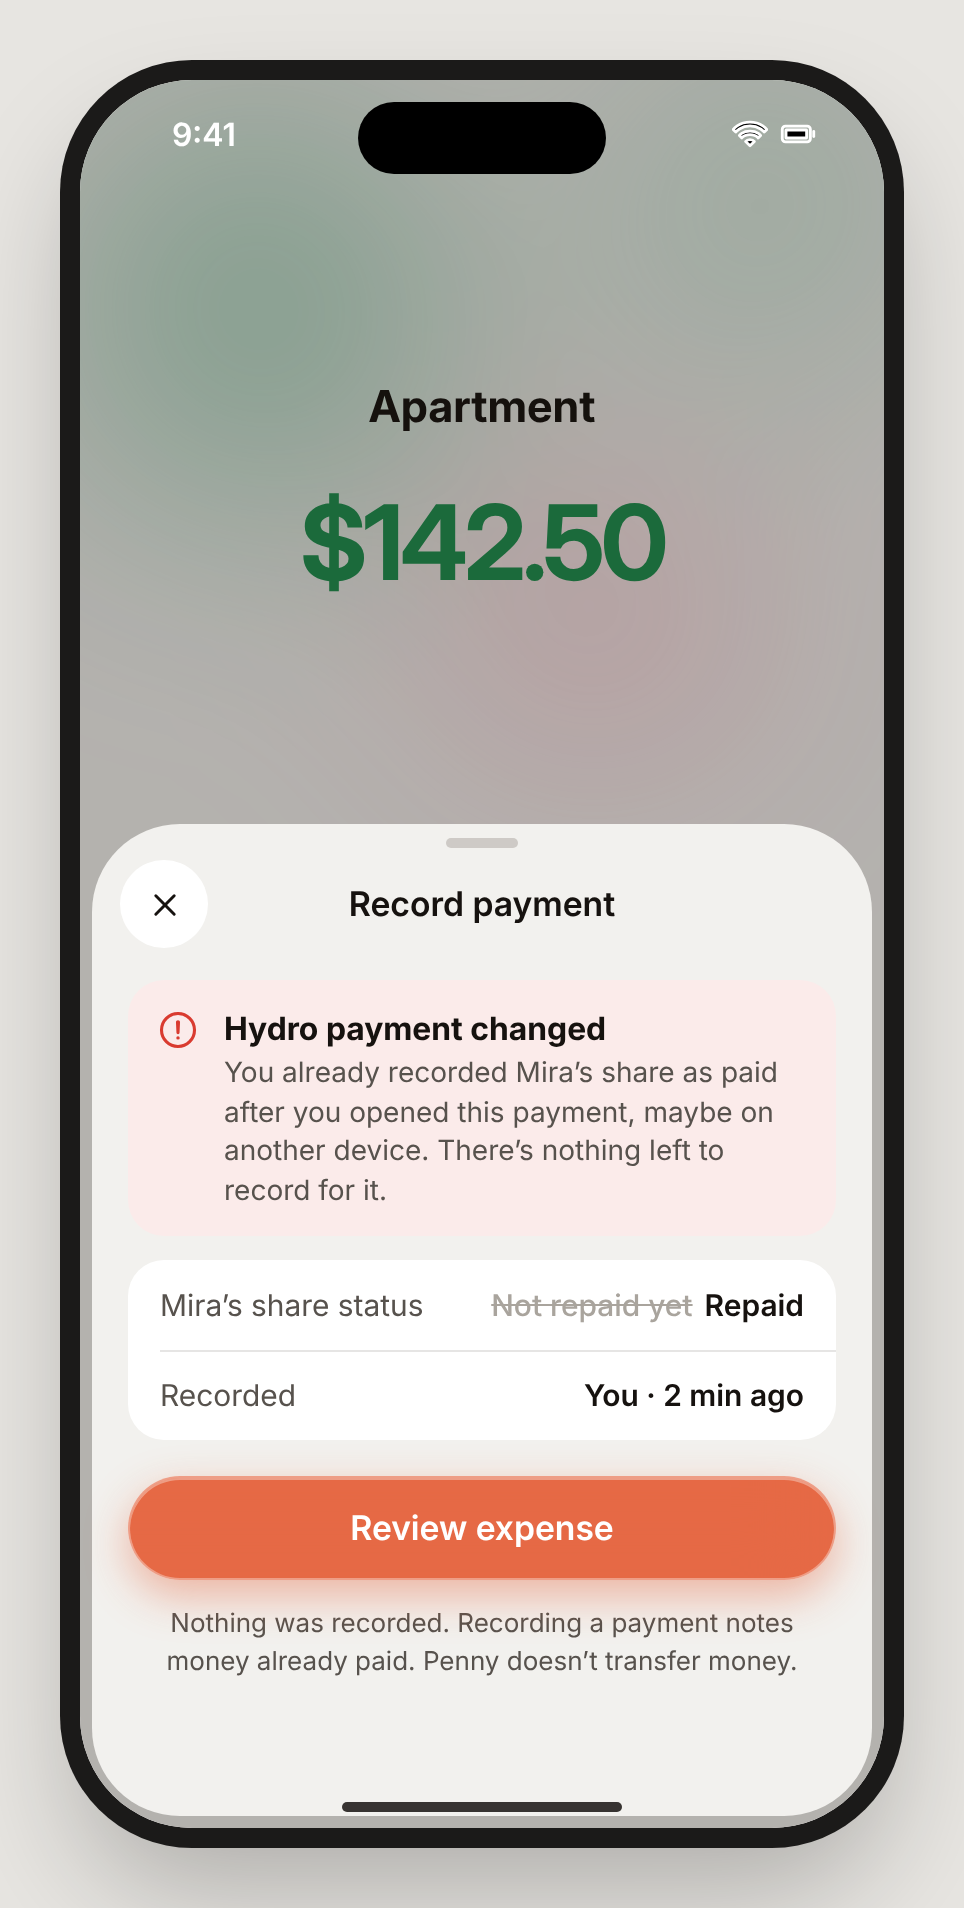 9:41
Apartment
$142.50
Record payment
Hydro payment changed
You already recorded Mira’s share as paid
after you opened this payment, maybe on
another device. There’s nothing left to
record for it.
Mira’s share status Not repaid yet Repaid
Recorded You · 2 min ago
Review expense
Nothing was recorded. Recording a payment notes
money already paid. Penny doesn’t transfer money.